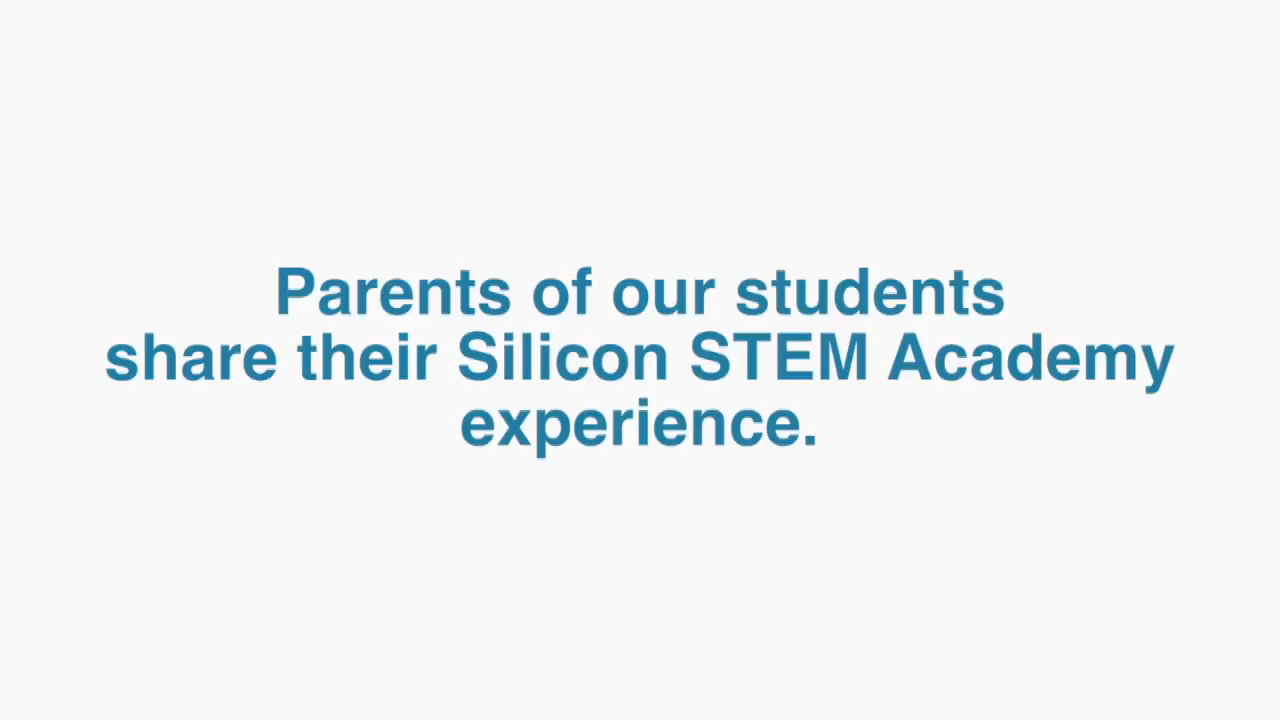 Parents of our students
share their Silicon STEM Academy
experience.